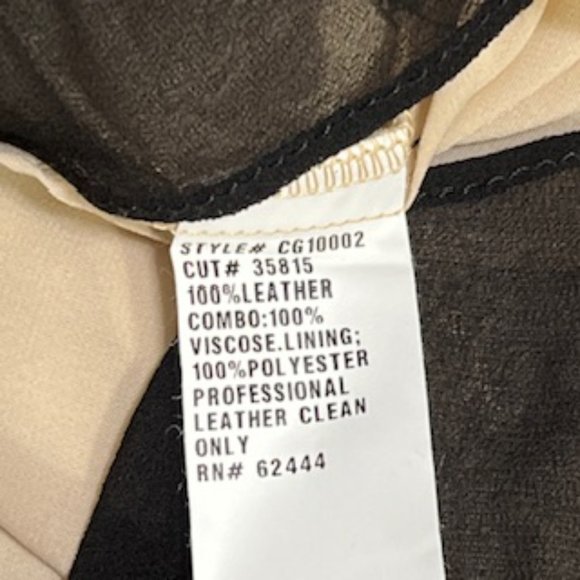 STYLE# CG10002
CUT# 35815
100%LEATHER
COMBO:100%
VISCOSE.LINING;
100%POLYESTER
PROFESSIONAL
LEATHER CLEAN
ONLY
RN# 62444